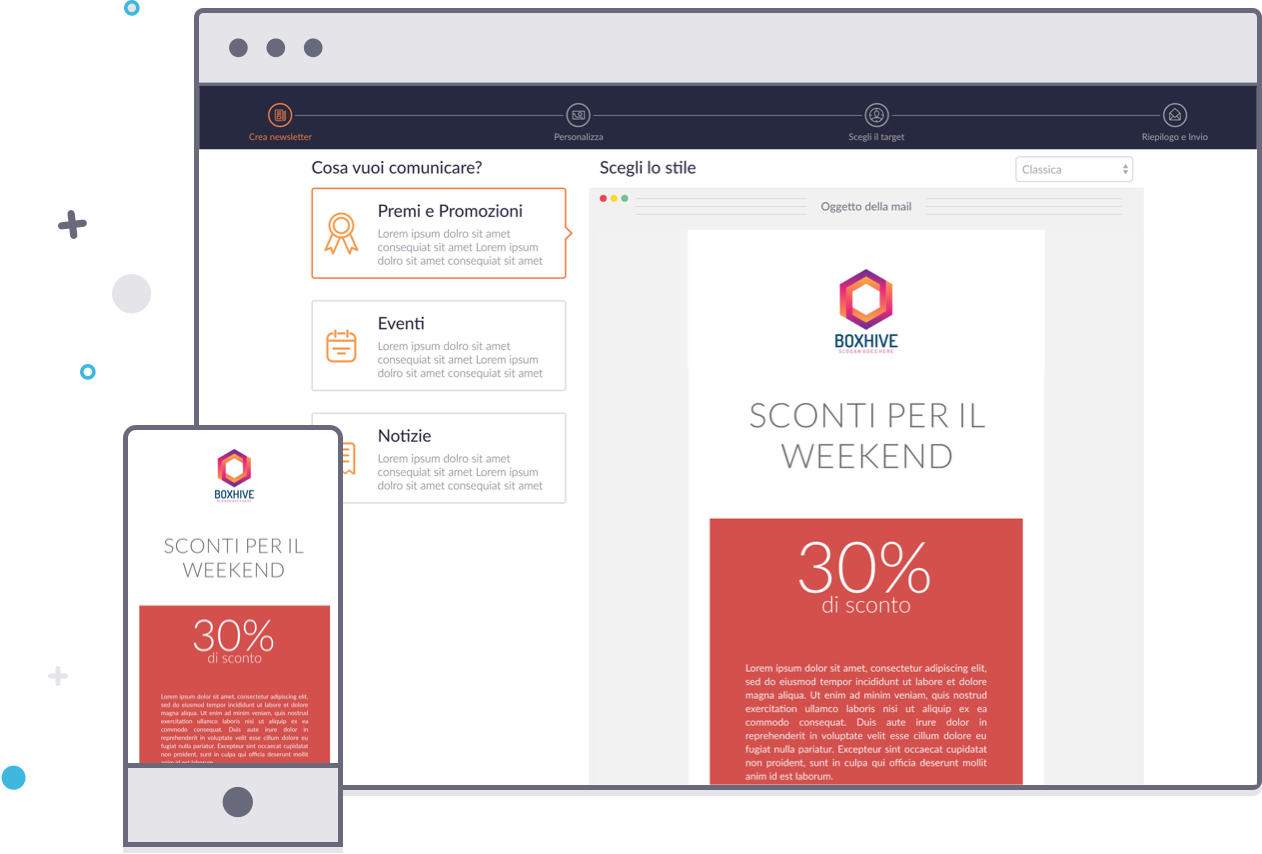 Crea newsletter
Personalizza
Scegli il target
Riepilogo e Invio
Cosa vuoi comunicare?
Premi e Promozioni
Lorem ipsum dolro sit amet
consequiat sit amet Lorem ipsum
dolro sit amet consequiat sit amet
Eventi
Lorem ipsum dolro sit amet
consequiat sit amet Lorem ipsum
dolro sit amet consequiat sit amet
Notizie
Lorem ipsum dolro sit amet
consequiat sit amet Lorem ipsum
dolro sit amet consequiat sit amet
Scegli lo stile
Classica
Oggetto della mail
BOXHIVE
SLOGAN GOES HERE
SCONTI PER IL
WEEKEND
30%
di sconto
Lorem ipsum dolor sit amet, consectetur adipiscing elit,
sed do eiusmod tempor incididunt ut labore et dolore
magna aliqua. Ut enim ad minim veniam, quis nostrud
exercitation ullamco laboris nisi ut aliquip ex ea
commodo consequat. Duis aute irure dolor in
reprehenderit in voluptate velit esse cillum dolore eu
fugiat nulla pariatur. Excepteur sint occaecat cupidatat
non proident, sunt in culpa qui officia deserunt mollit
anim id est laborum.
BOXHIVE
SCONTI PER IL
WEEKEND
30%
di sconto
Lorem ipsum dolor sit amet, consectetur adipiscing elit,
sed do eiusmod tempor incididunt ut labore et dolore
magna aliqua. Ut enim ad minim veniam, quis nostrud
exercitation ullamco laboris nisi ut aliquip ex ea
commodo consequat. Duis aute irure dolor in
reprehenderit in voluptate velit esse cillum dolore eu
fugiat nulla pariatur. Excepteur sint occaecat cupidatat
non proident, sunt in culpa qui officia deserunt mollit
anim id est laborum.